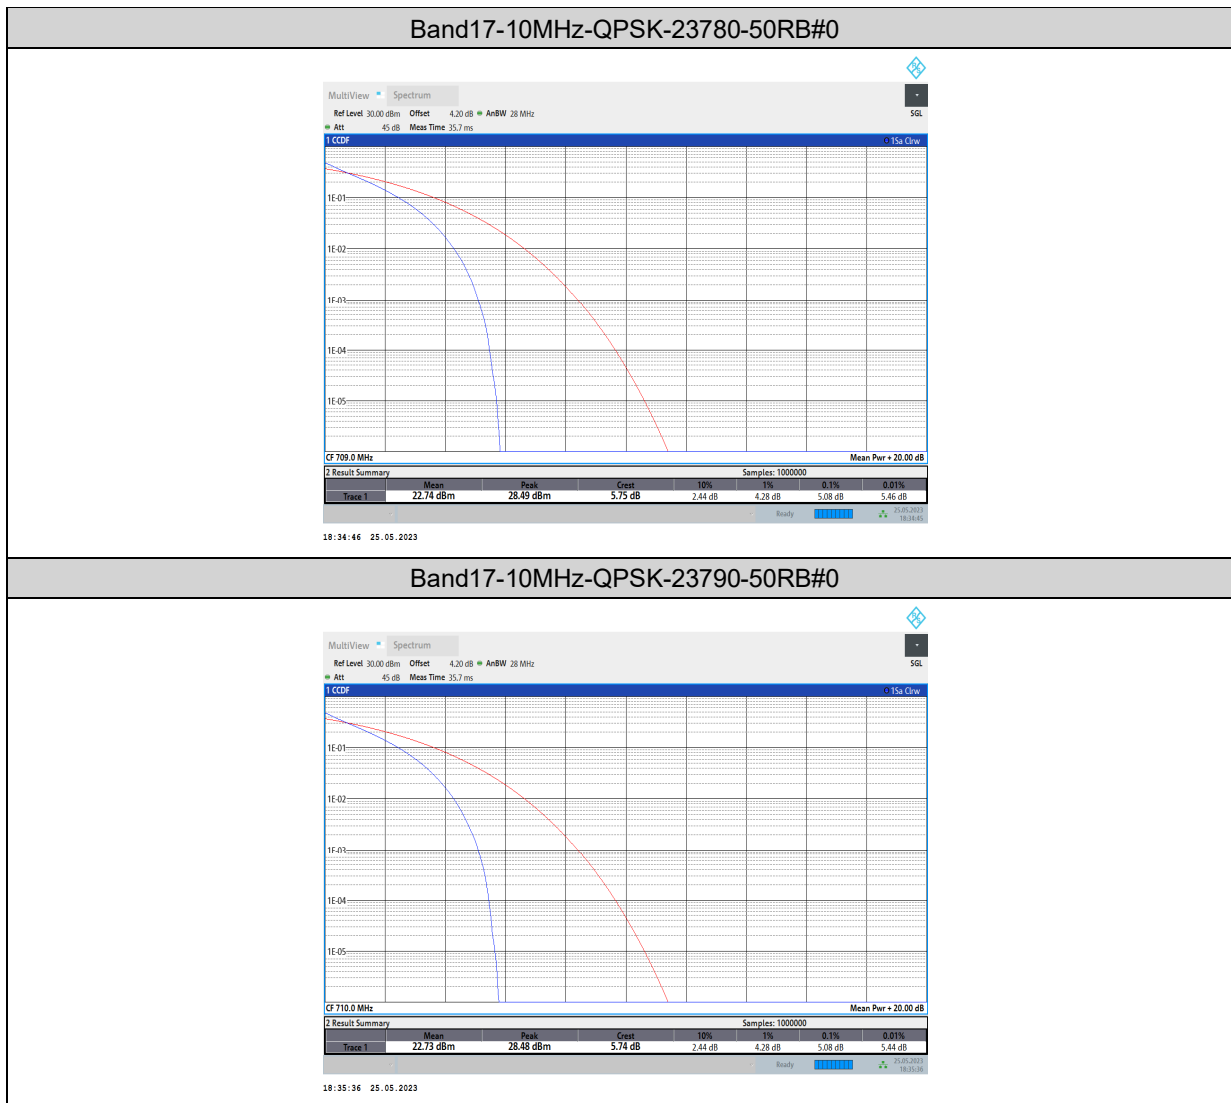 Band17-10MHz-QPSK-23780-50RB#0
MultiView Spectrum
Ref Level 30.00 dBm Offset 4.20 dB AnBW 28 MHz SGL
Att 45 dB Meas Time 35.7 ms
1 CCDF 1Sa Clrw
1E-01
1E-02
1E-03
1E-04
1E-05
CF 709.0 MHz Mean Pwr + 20.00 dB
2 Result Summary Samples: 1000000
Mean Peak Crest 10% 1% 0.1% 0.01%
Trace 1 22.74 dBm 28.49 dBm 5.75 dB 2.44 dB 4.28 dB 5.08 dB 5.46 dB
Ready 25.05.2023
18:34:45
18:34:46 25.05.2023
Band17-10MHz-QPSK-23790-50RB#0
MultiView Spectrum
Ref Level 30.00 dBm Offset 4.20 dB AnBW 28 MHz SGL
Att 45 dB Meas Time 35.7 ms
1 CCDF 1Sa Clrw
1E-01
1E-02
1E-03
1E-04
1E-05
CF 710.0 MHz Mean Pwr + 20.00 dB
2 Result Summary Samples: 1000000
Mean Peak Crest 10% 1% 0.1% 0.01%
Trace 1 22.73 dBm 28.48 dBm 5.74 dB 2.44 dB 4.28 dB 5.08 dB 5.44 dB
Ready 25.05.2023
18:35:36
18:35:36 25.05.2023